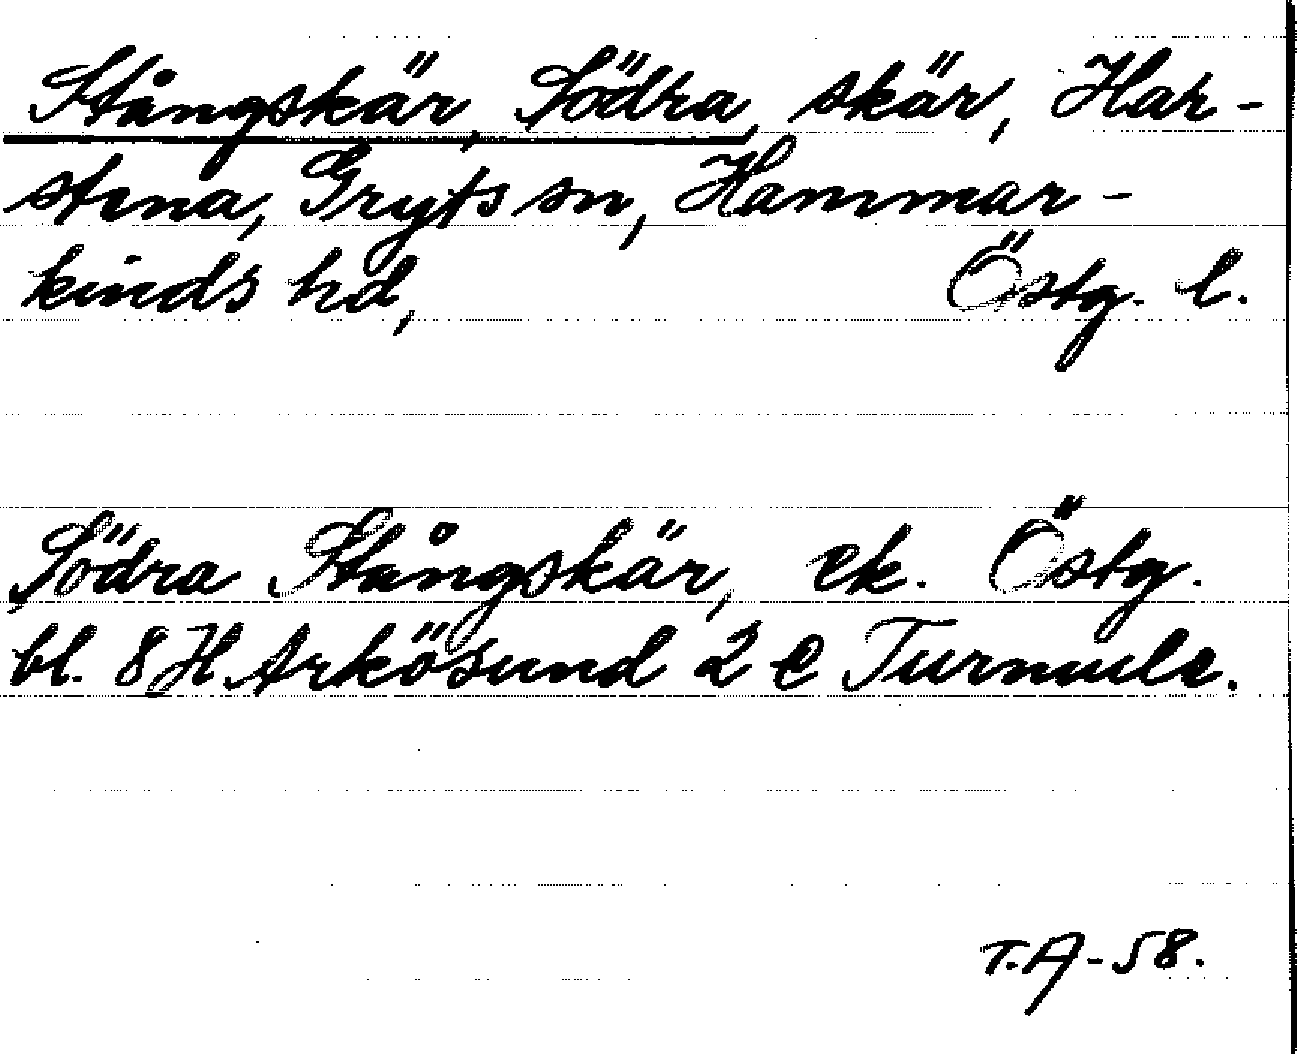 Stångskär, Södra, skär, Har-
stena, Gryts sn, Hammar-
kinds hd, Östg. l.
Södra Stångskär, ek. Östg.
bl. 8 H Arkösund 2 e Turmule.
T.A-58.